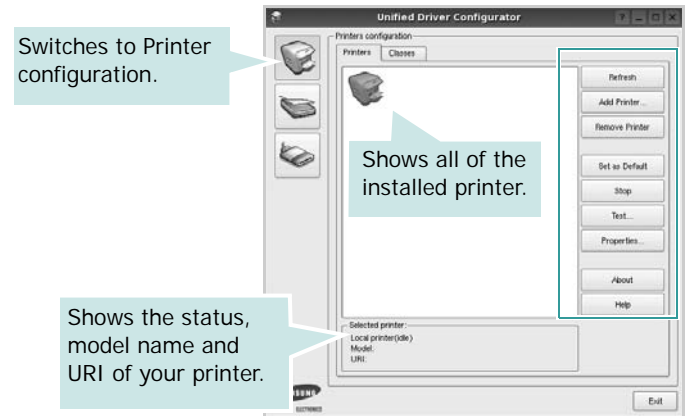 Unified Driver Configurator
Switches to Printer
configuration.
Printers configuration
Printers Classes
Refresh
Add Printer...
Remove Printer
Set as Default
Stop
Test...
Properties...
About
Help
Shows all of the
installed printer.
Shows the status,
model name and
URI of your printer.
Selected printer:
Local printer(idle)
Model:
URI:
ELECTRONICS
Exit